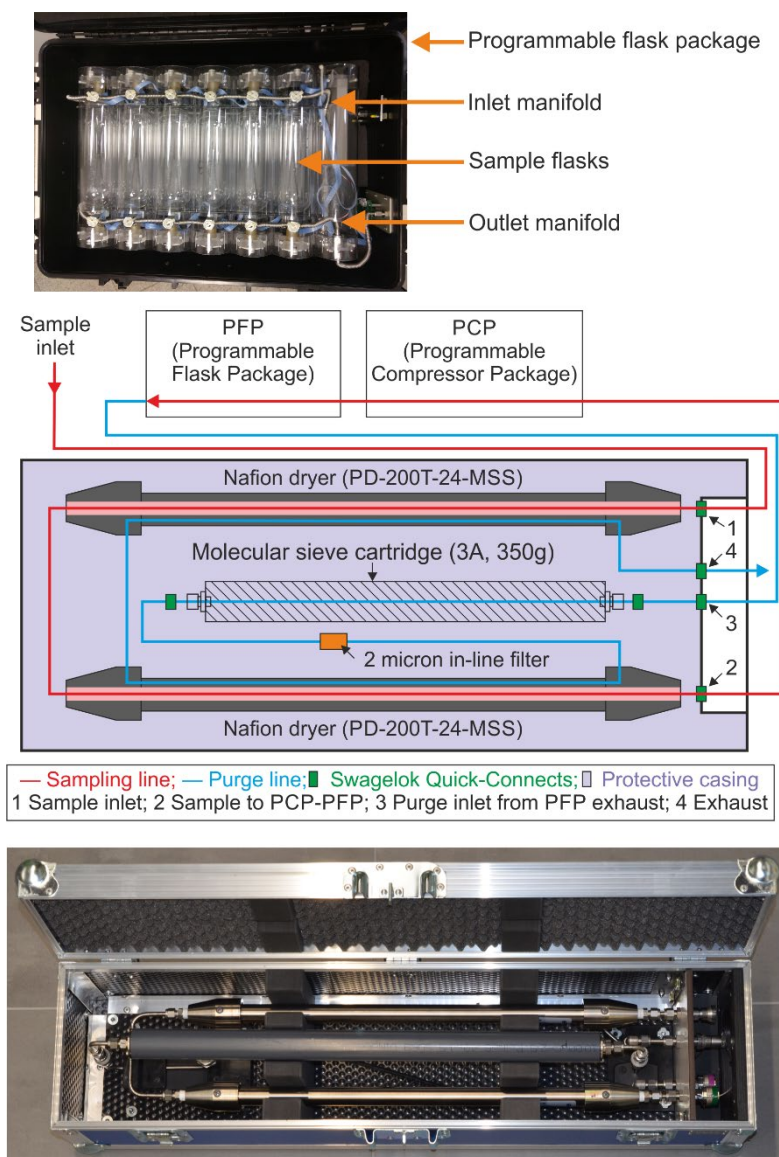 Programmable flask package
Inlet manifold
Sample flasks
Outlet manifold
Sample
inlet
PFP
(Programmable
Flask Package)
PCP
(Programmable
Compressor Package)
Nafion dryer (PD-200T-24-MSS)
1
Molecular sieve cartridge (3A, 350g)
4
3
2 micron in-line filter
2
Nafion dryer (PD-200T-24-MSS)
Sampling line; Purge line; Swagelok Quick-Connects; Protective casing
1 Sample inlet; 2 Sample to PCP-PFP; 3 Purge inlet from PFP exhaust; 4 Exhaust